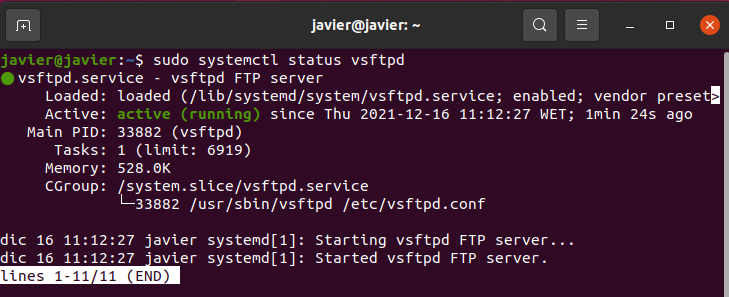 javier@javier: ~
javier@javier:~$ sudo systemctl status vsftpd
● vsftpd.service - vsftpd FTP server
     Loaded: loaded (/lib/systemd/system/vsftpd.service; enabled; vendor preset>
     Active: active (running) since Thu 2021-12-16 11:12:27 WET; 1min 24s ago
   Main PID: 33882 (vsftpd)
      Tasks: 1 (limit: 6919)
     Memory: 528.0K
     CGroup: /system.slice/vsftpd.service
             └─33882 /usr/sbin/vsftpd /etc/vsftpd.conf
dic 16 11:12:27 javier systemd[1]: Starting vsftpd FTP server...
dic 16 11:12:27 javier systemd[1]: Started vsftpd FTP server.
lines 1-11/11 (END)